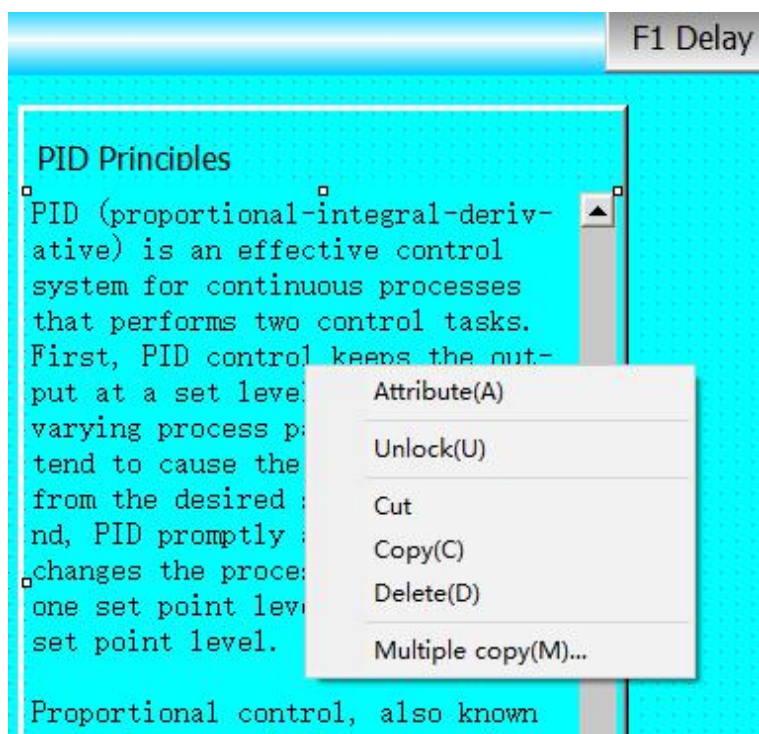 F1 Delay
PID Principles
PID (proportional-integral-deriv-
ative) is an effective control
system for continuous processes
that performs two control tasks.
First, PID control keeps the out-
put at a set leve
varying process pa
tend to cause the
from the desired
nd, PID promptly
changes the proce
one set point lev
set point level.
Proportional control, also known
Attribute(A)
Unlock(U)
Cut
Copy(C)
Delete(D)
Multiple copy(M)...